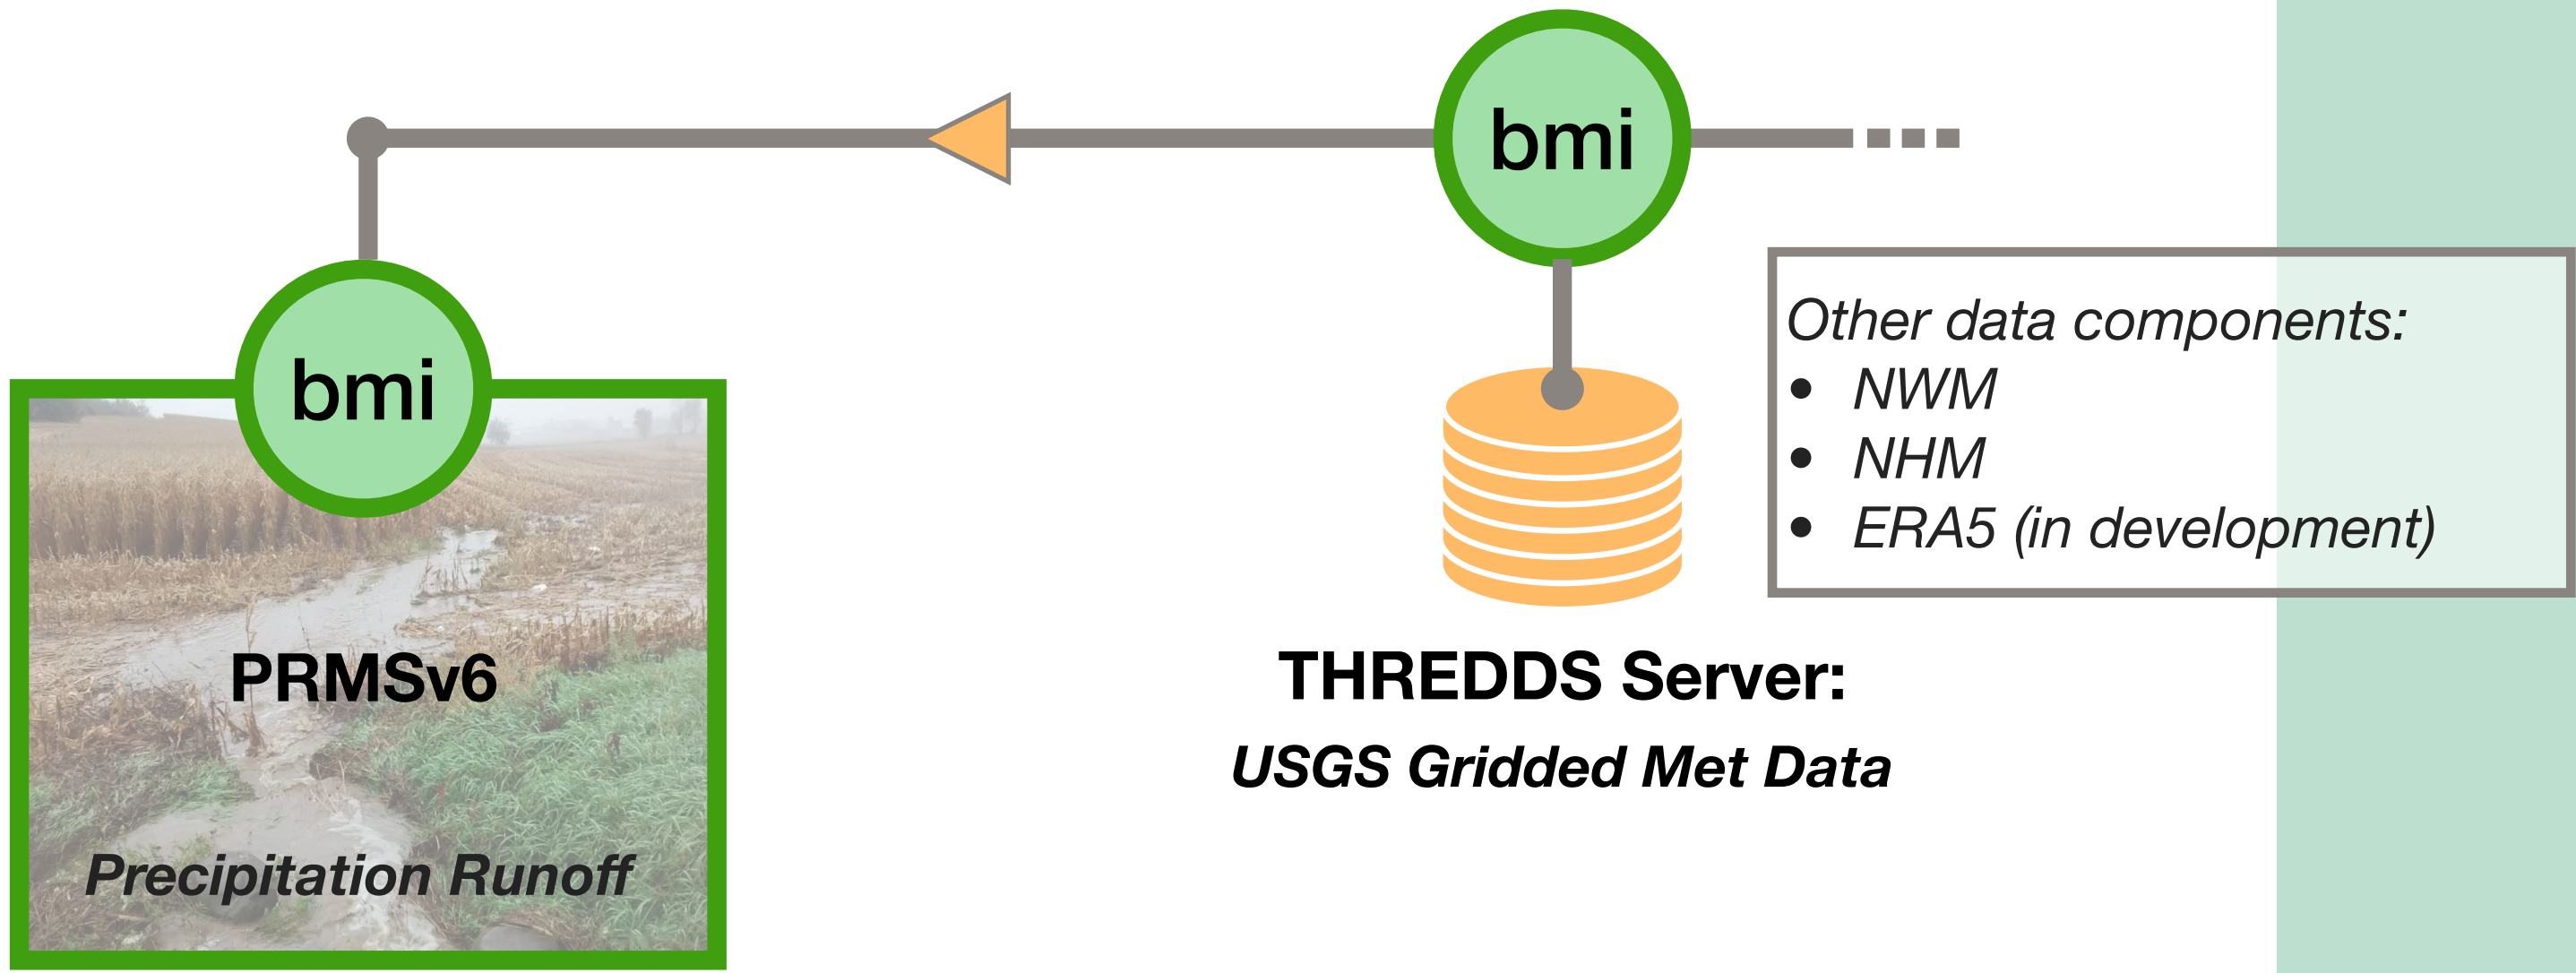 bmi
bmi
Other data components:
• NWM
• NHM
• ERA5 (in development)
PRMSv6
THREDDS Server:
USGS Gridded Met Data
Precipitation Runoff